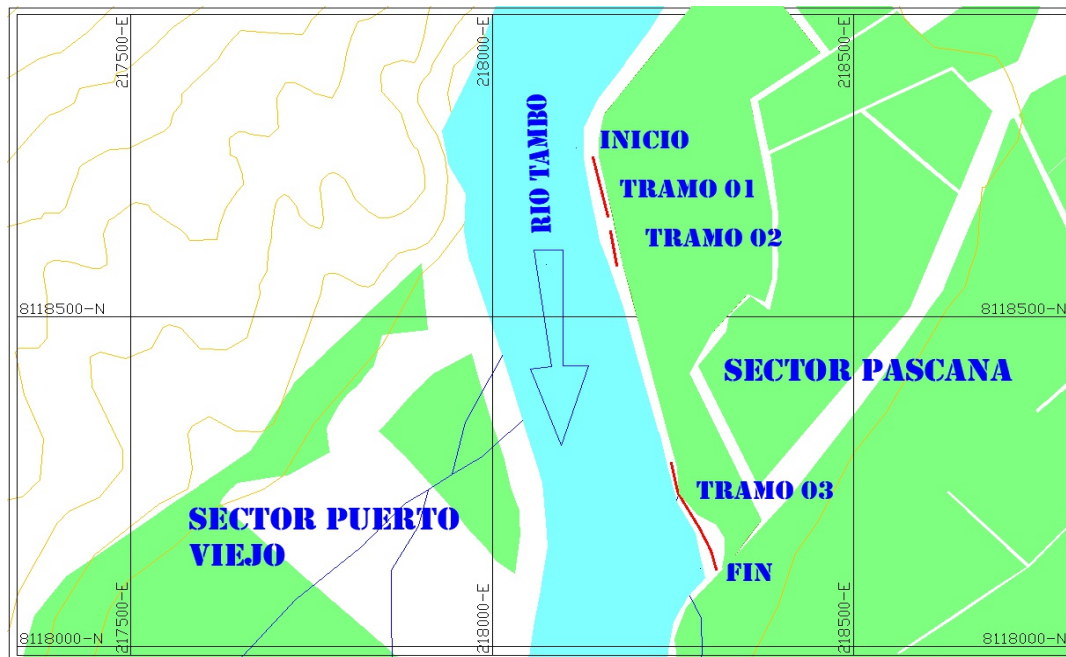 217500-E
218000-E
218500-E
RIO TAMBO
INICIO
TRAMO 01
TRAMO 02
8118500-N
8118500-N
SECTOR PASCANA
TRAMO 03
SECTOR PUERTO
VIEJO
FIN
217500-E
218000-E
218500-E
8118000-N
8118000-N